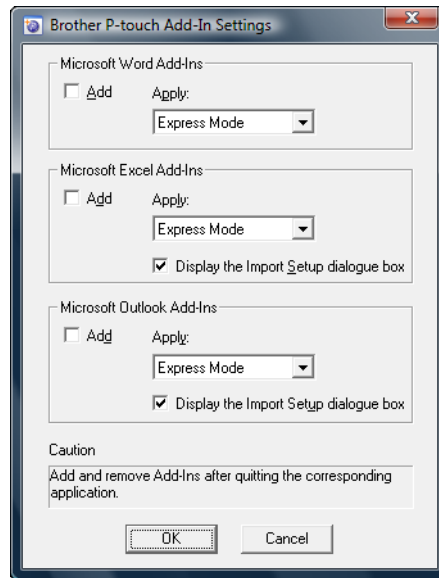 Brother P-touch Add-In Settings
Microsoft Word Add-Ins
Add Apply:
Express Mode
Microsoft Excel Add-Ins
Add Apply:
Express Mode
Display the Import Setup dialogue box
Microsoft Outlook Add-Ins
Add Apply:
Express Mode
Display the Import Setup dialogue box
Caution
Add and remove Add-Ins after quitting the corresponding
application.
OK Cancel